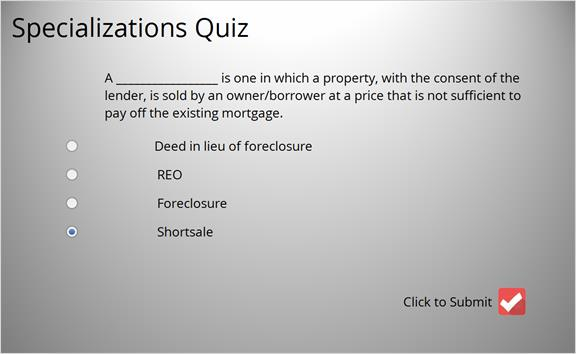 Specializations Quiz
A _________________ is one in which a property, with the consent of the
lender, is sold by an owner/borrower at a price that is not sufficient to
pay off the existing mortgage.
Deed in lieu of foreclosure
REO
Foreclosure
Shortsale
Click to Submit